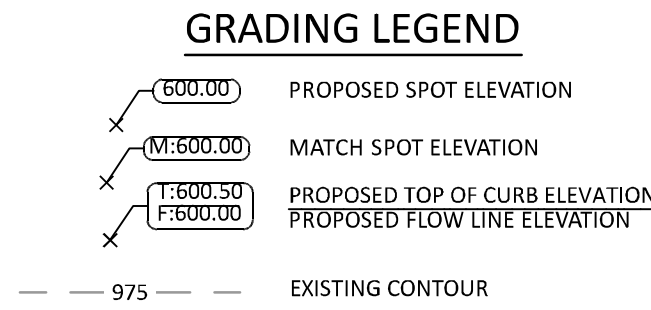 GRADING LEGEND
600.00 PROPOSED SPOT ELEVATION
M:600.00 MATCH SPOT ELEVATION
T:600.50 PROPOSED TOP OF CURB ELEVATION
F:600.00 PROPOSED FLOW LINE ELEVATION
975 EXISTING CONTOUR